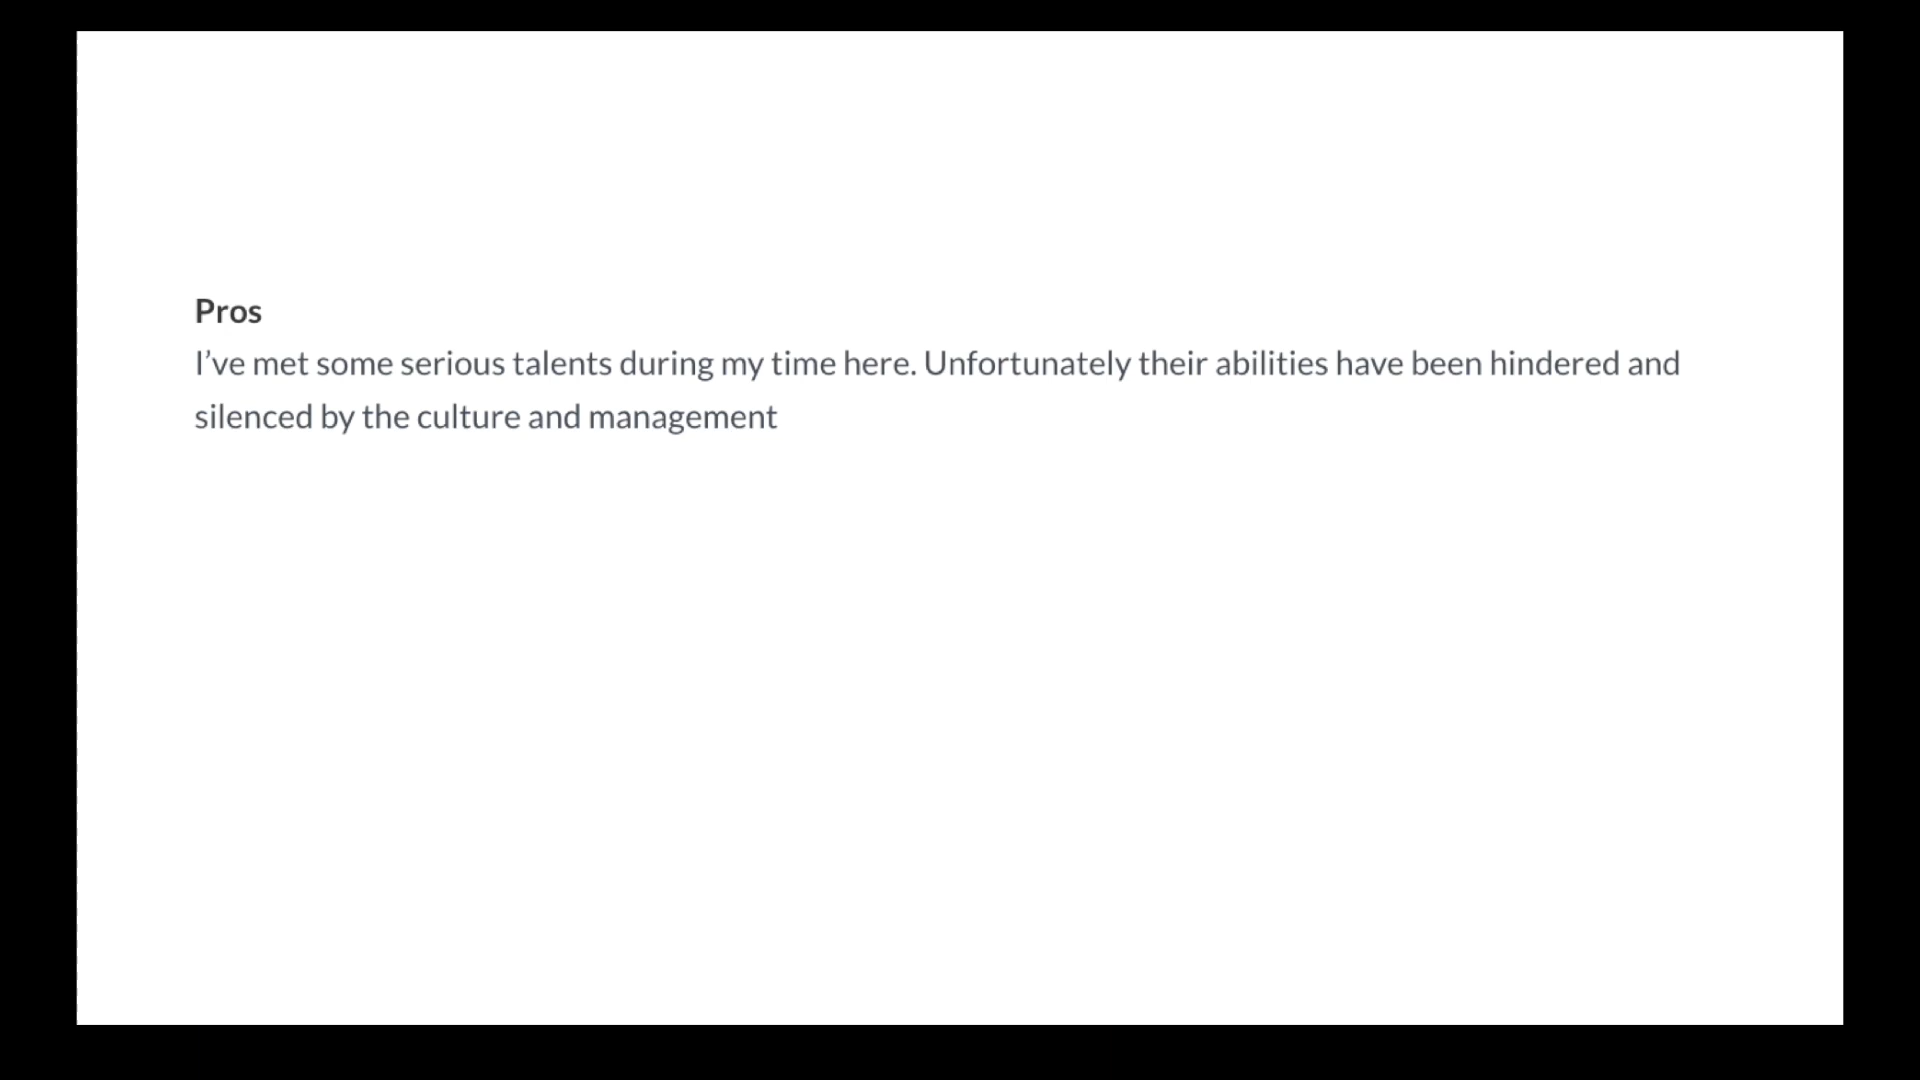 Pros
I’ve met some serious talents during my time here. Unfortunately their abilities have been hindered and
silenced by the culture and management